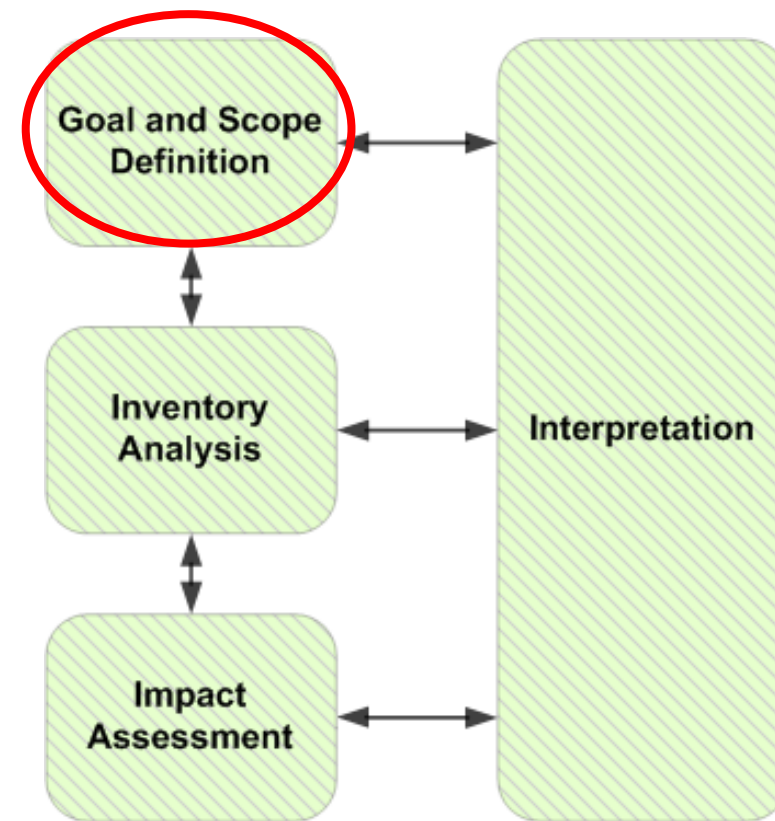 Goal and Scope
Definition
Inventory
Analysis
Interpretation
Impact
Assessment